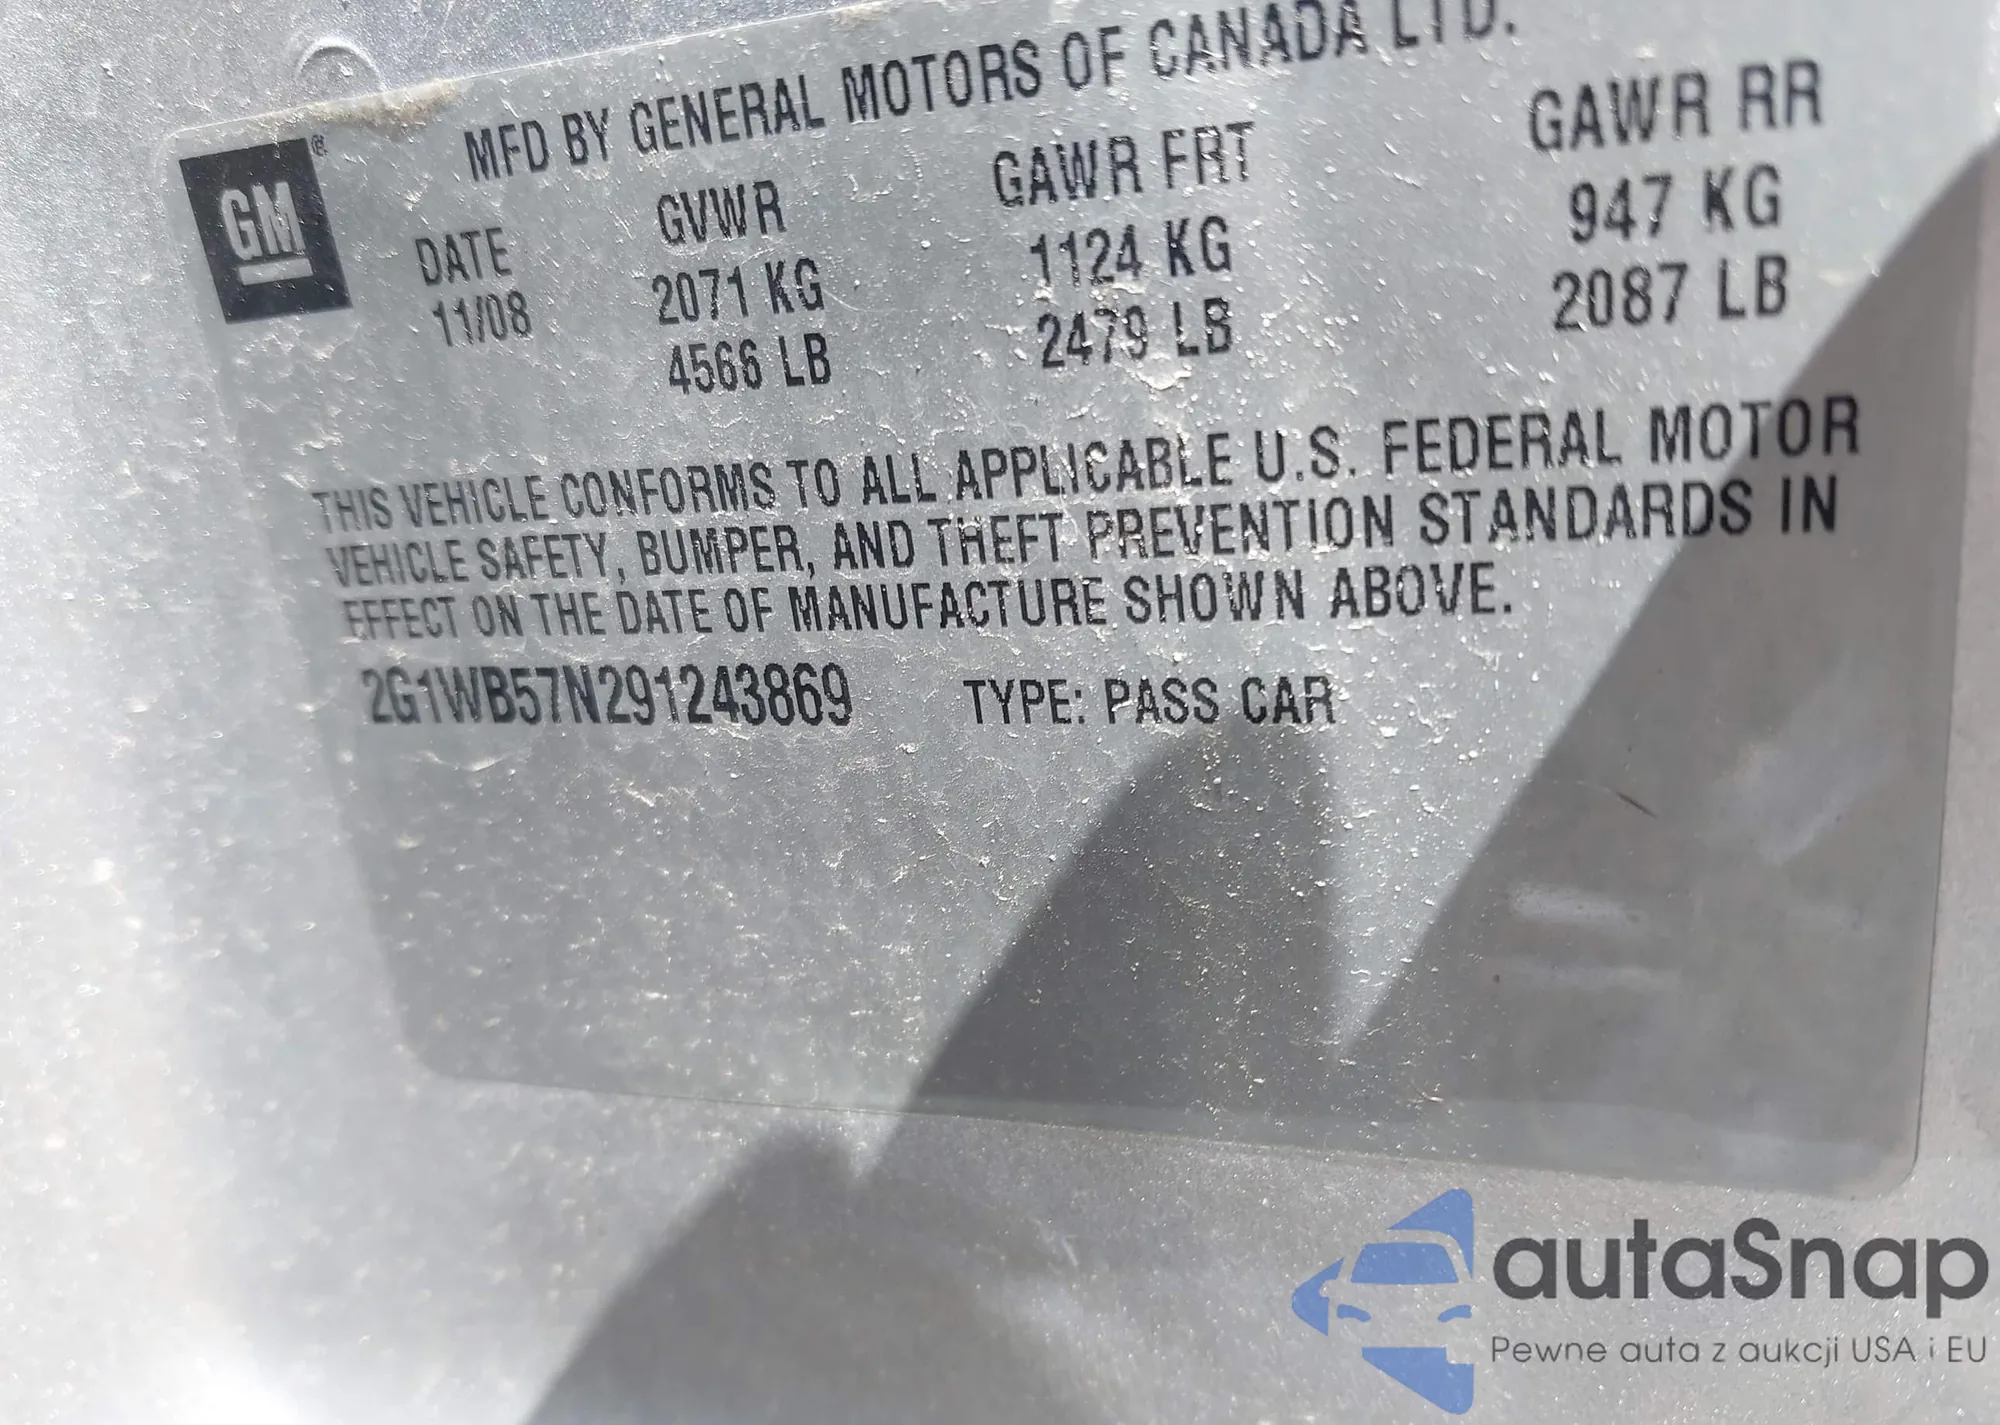 MFD BY GENERAL MOTORS OF CANADA LTD.
GM®
DATE GVWR GAWR FRT GAWR RR
11/08 2071 KG 1124 KG 947 KG
4566 LB 2479 LB 2087 LB
THIS VEHICLE CONFORMS TO ALL APPLICABLE U.S. FEDERAL MOTOR
VEHICLE SAFETY, BUMPER, AND THEFT PREVENTION STANDARDS IN
EFFECT ON THE DATE OF MANUFACTURE SHOWN ABOVE.
2G1WB57N291243869 TYPE: PASS CAR
autaSnap
Pewne auta z aukcji USA i EU